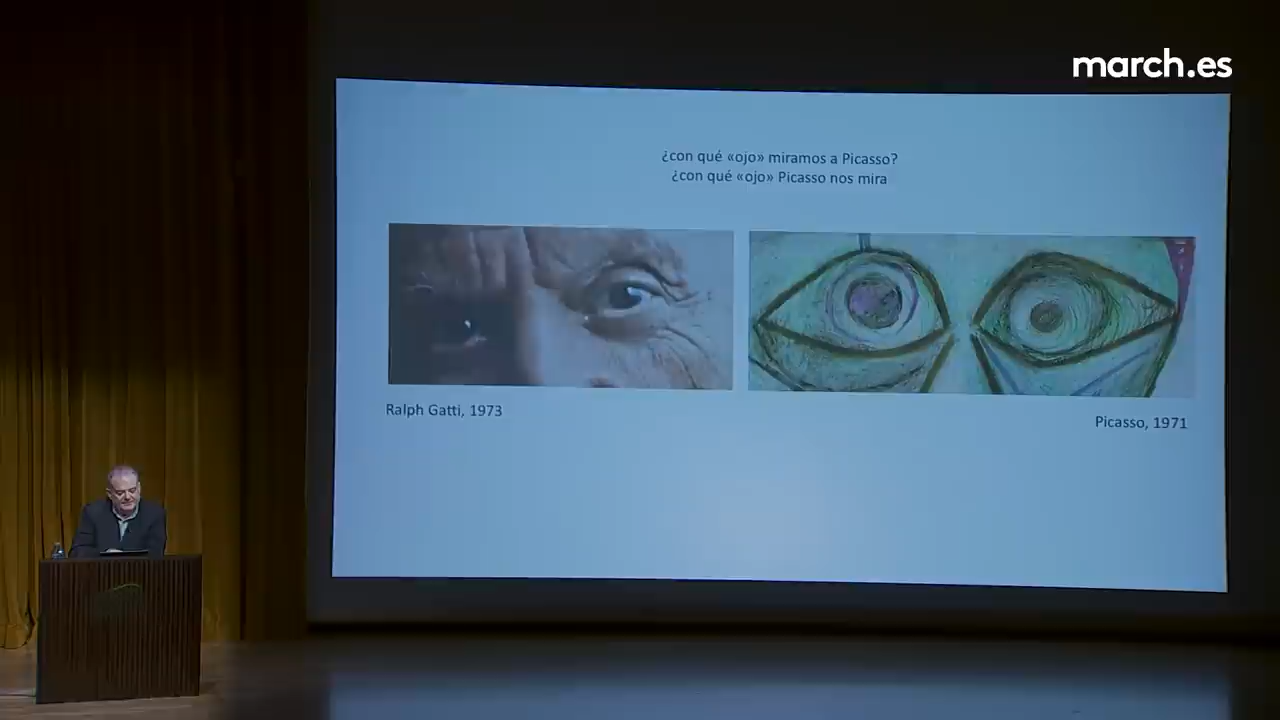 march.es
¿con qué «ojo» miramos a Picasso?
¿con qué «ojo» Picasso nos mira
Ralph Gatti, 1973
Picasso, 1971